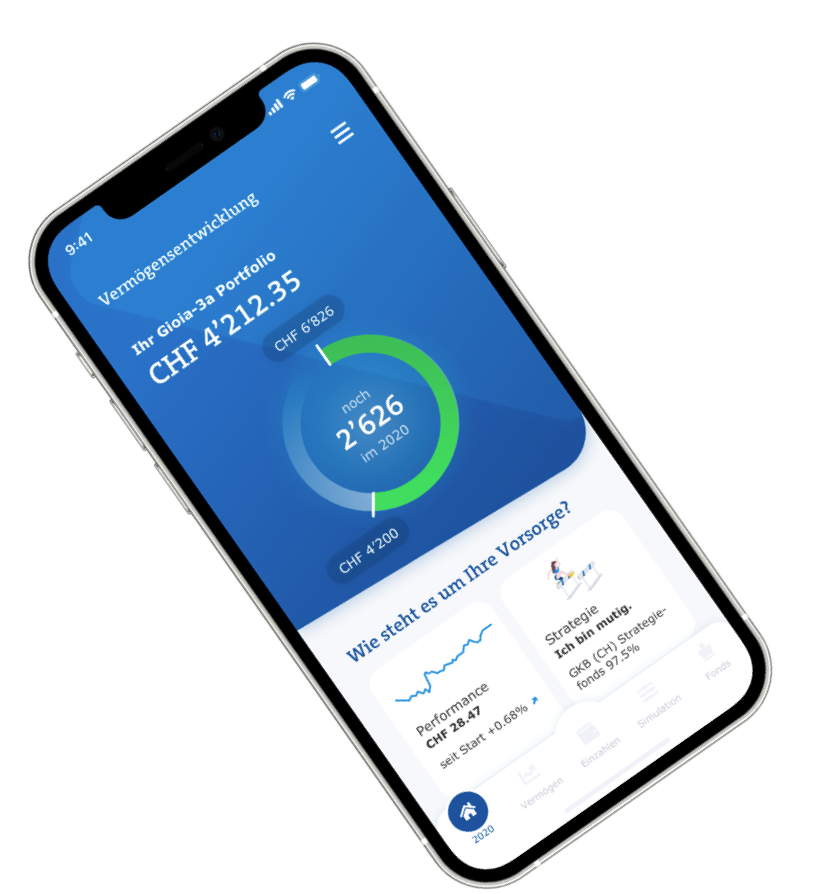 9:41
Vermögensentwicklung
Ihr Gioia-3a Portfolio
CHF 4’212.35
CHF 6’826
noch
2’626
im 2020
CHF 4’200
Wie steht es um Ihre Vorsorge?
Performance
CHF 28.47
seit Start +0.68%
Strategie
Ich bin mutig.
GKB (CH) Strategie-
fonds 97.5%
2020
Vermögen
Einzahlen
Simulation
Fonds